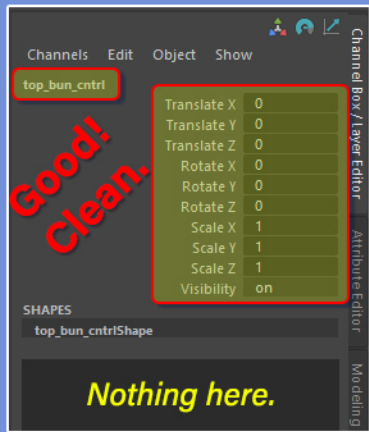 Channels Edit Object Show
top_bun_cntrl
Translate X 0
Translate Y 0
Translate Z 0
Rotate X 0
Rotate Y 0
Rotate Z 0
Scale X 1
Scale Y 1
Scale Z 1
Visibility on
Good!
Clean.
SHAPES
top_bun_cntrlShape
Nothing here.
Channel Box / Layer Editor
Attribute Editor
Modeling